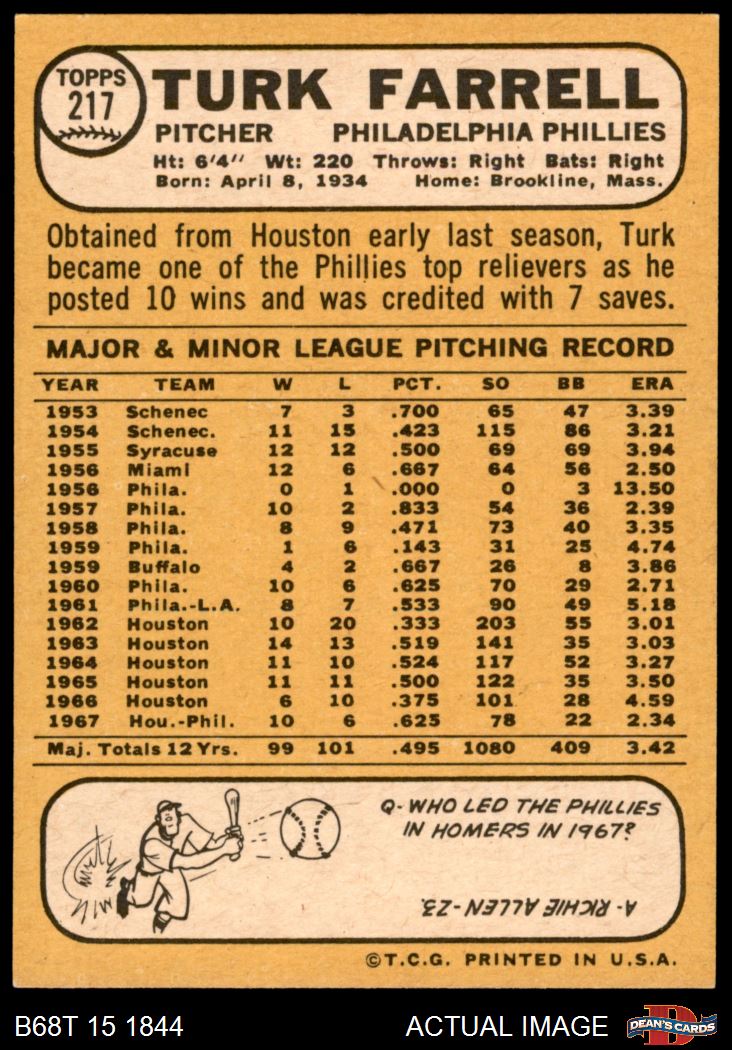 TOPPS
217
TURK FARRELL
PITCHER PHILADELPHIA PHILLIES
Ht: 6'4" Wt: 220 Throws: Right Bats: Right
Born: April 8, 1934 Home: Brookline, Mass.
Obtained from Houston early last season, Turk
became one of the Phillies top relievers as he
posted 10 wins and was credited with 7 saves.
MAJOR & MINOR LEAGUE PITCHING RECORD
YEAR TEAM W L PCT. SO BB ERA
1953 Schenec 7 3 .700 65 47 3.39
1954 Schenec. 11 15 .423 115 86 3.21
1955 Syracuse 12 12 .500 69 69 3.94
1956 Miami 12 6 .667 64 56 2.50
1956 Phila. 0 1 .000 0 3 13.50
1957 Phila. 10 2 .833 54 36 2.39
1958 Phila. 8 9 .471 73 40 3.35
1959 Phila. 1 6 .143 31 25 4.74
1959 Buffalo 4 2 .667 26 8 3.86
1960 Phila. 10 6 .625 70 29 2.71
1961 Phila.-L.A. 8 7 .533 90 49 5.18
1962 Houston 10 20 .333 203 55 3.01
1963 Houston 14 13 .519 141 35 3.03
1964 Houston 11 10 .524 117 52 3.27
1965 Houston 11 11 .500 122 35 3.50
1966 Houston 6 10 .375 101 28 4.59
1967 Hou.-Phil. 10 6 .625 78 22 2.34
Maj. Totals 12 Yrs. 99 101 .495 1080 409 3.42
Q- WHO LED THE PHILLIES
IN HOMERS IN 1967?
A- RICHIE ALLEN-23.
©T.C.G. PRINTED IN U.S.A.
B68T 15 1844 ACTUAL IMAGE DEAN'S CARDS